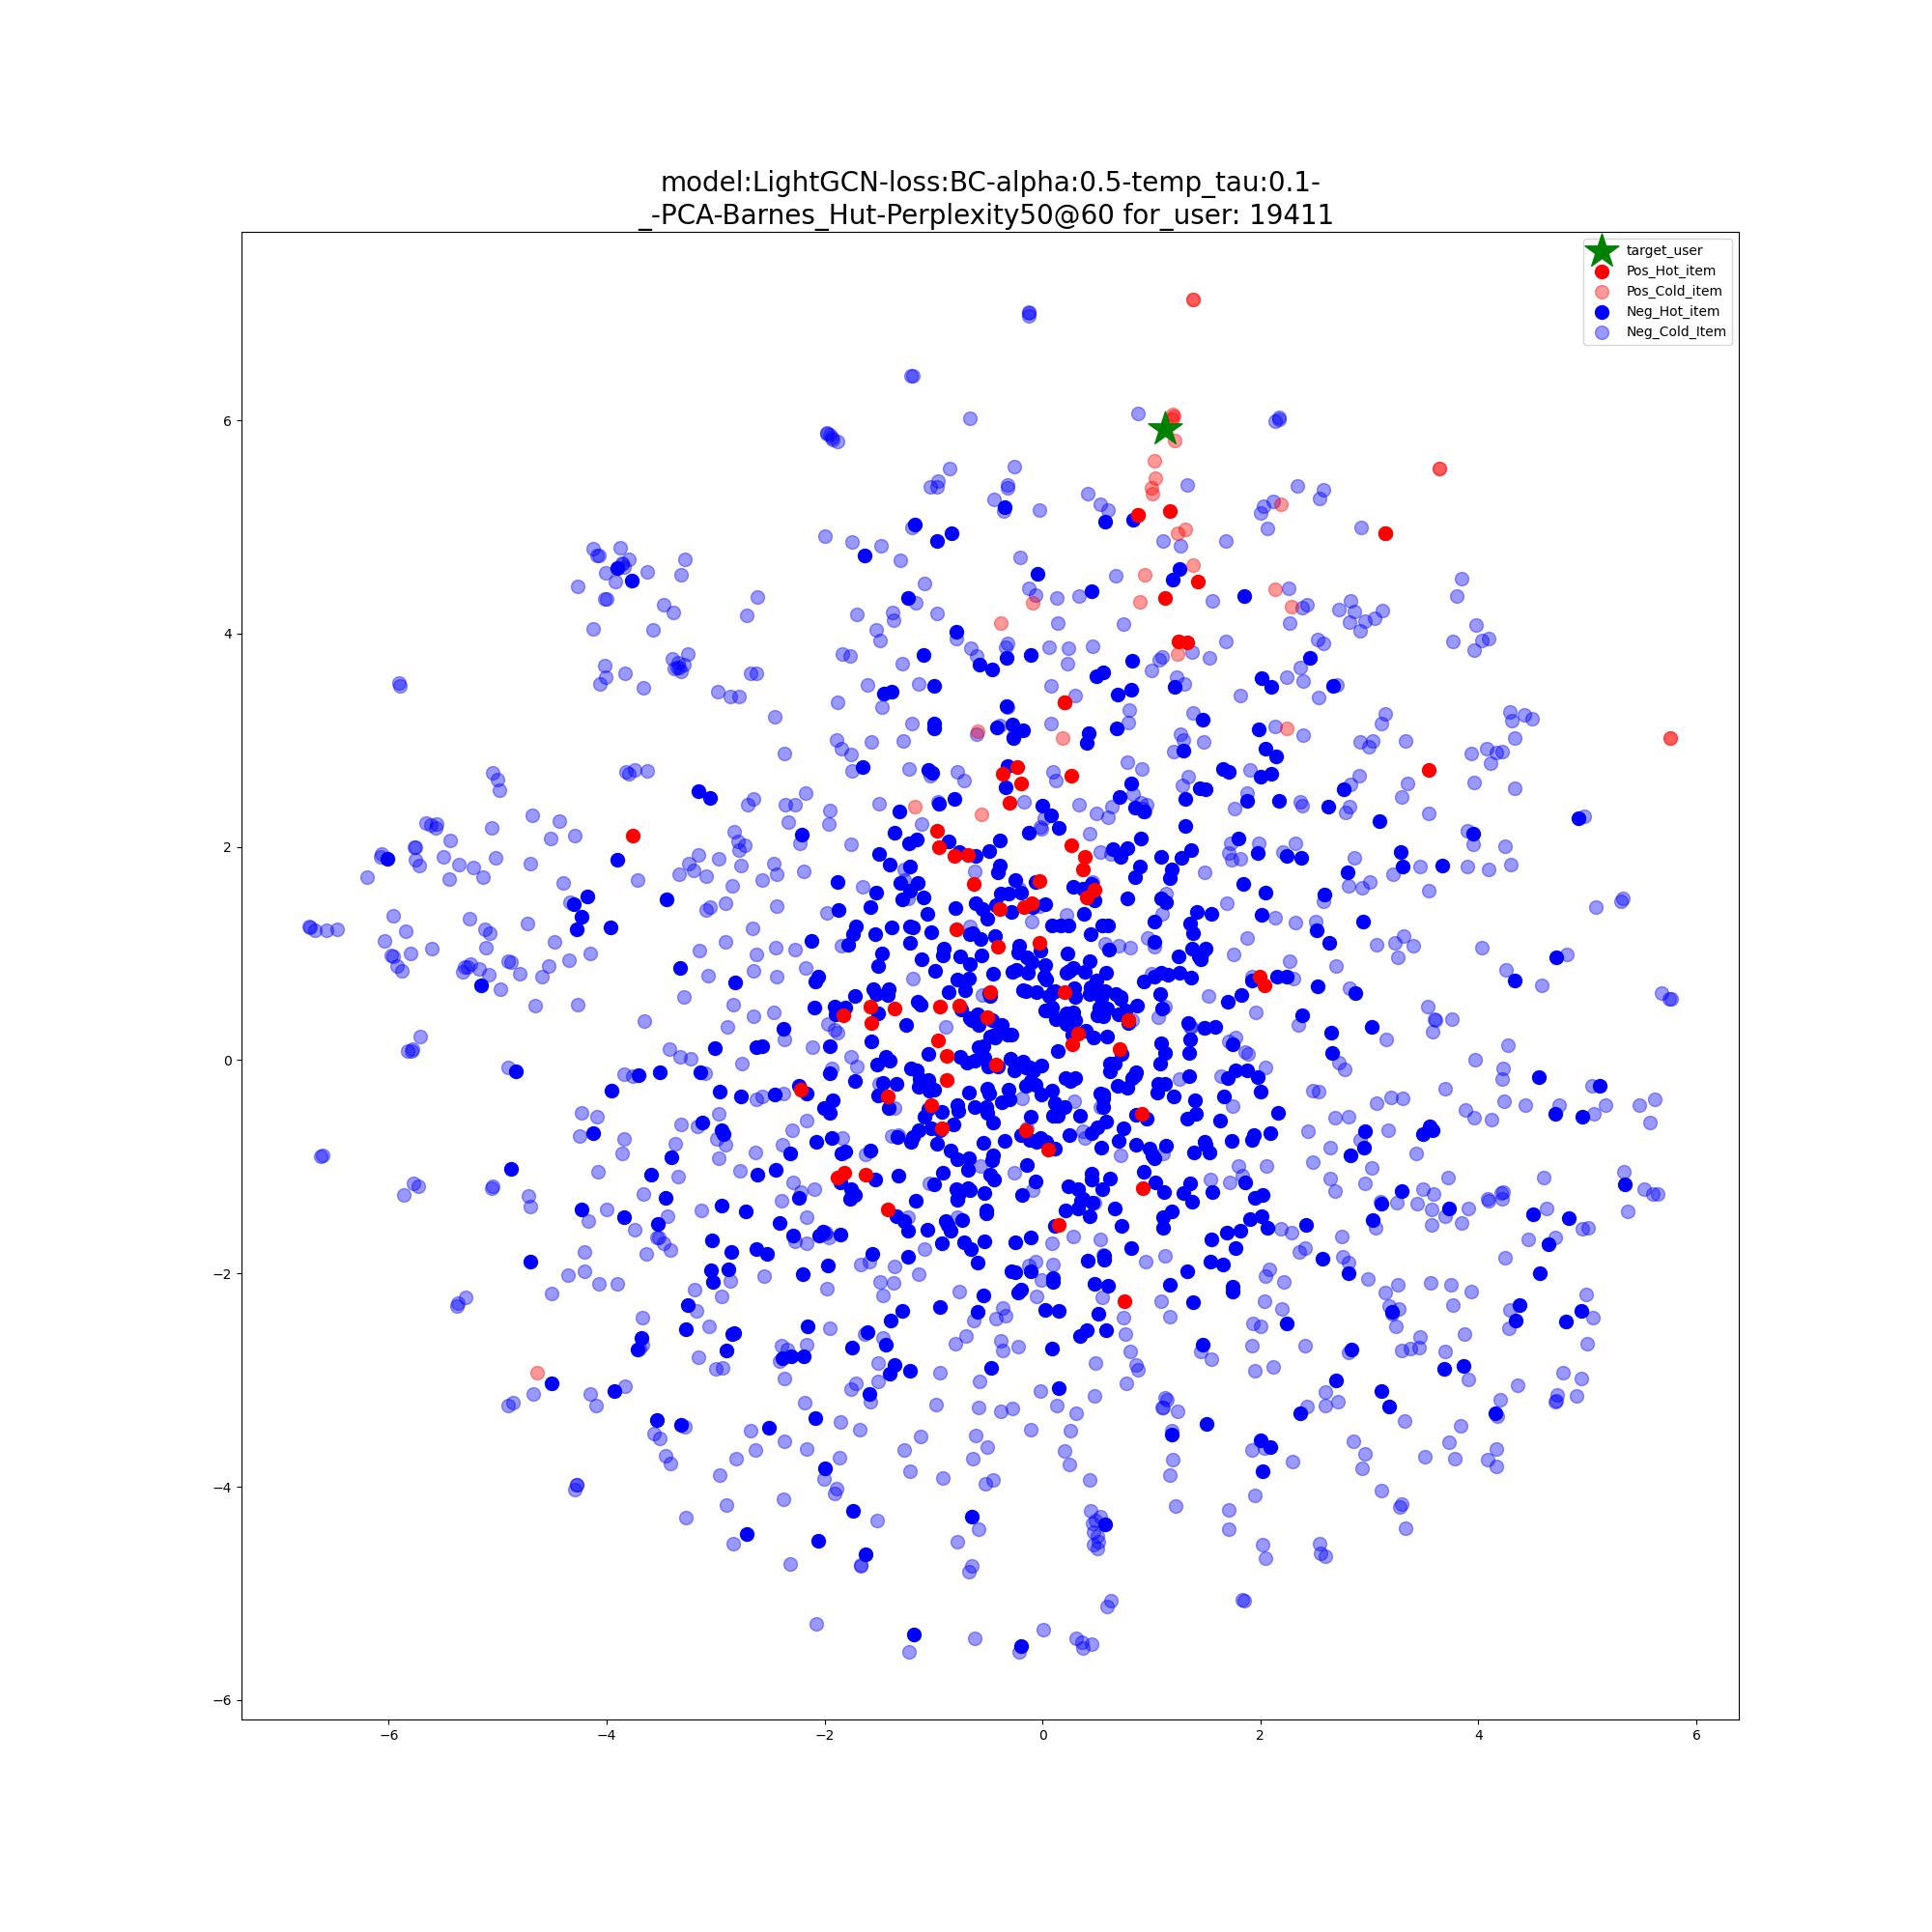 model:LightGCN-loss:BC-alpha:0.5-temp_tau:0.1-
_-PCA-Barnes_Hut-Perplexity50@60 for_user: 19411
target_user
Pos_Hot_item
Pos_Cold_item
Neg_Hot_item
Neg_Cold_Item
6
4
2
0
−2
−4
−6
−6
−4
−2
0
2
4
6